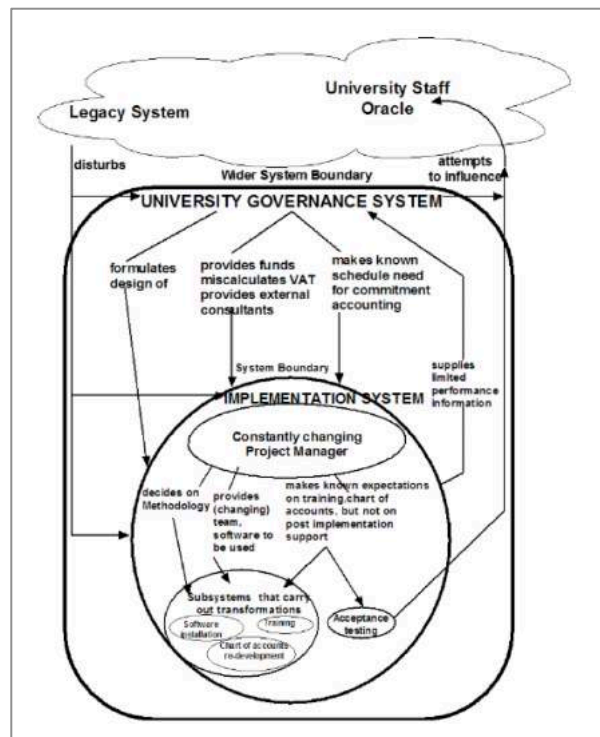 University Staff
Oracle
Legacy System
disturbs
attempts
to influence
Wider System Boundary
UNIVERSITY GOVERNANCE SYSTEM
formulates
design of
provides funds
miscalculates VAT
provides external
consultants
makes known
schedule need
for commitment
accounting
System Boundary
supplies
limited
performance
information
IMPLEMENTATION SYSTEM
Constantly changing
Project Manager
decides on
Methodology
provides
(changing)
team,
software to
be used
makes known expectations
on training,chart of
accounts, but not on
post implementation
support
Subsystems that carry
out transformations
Software
installation
Training
Chart of accounts
re-development
Acceptance
testing